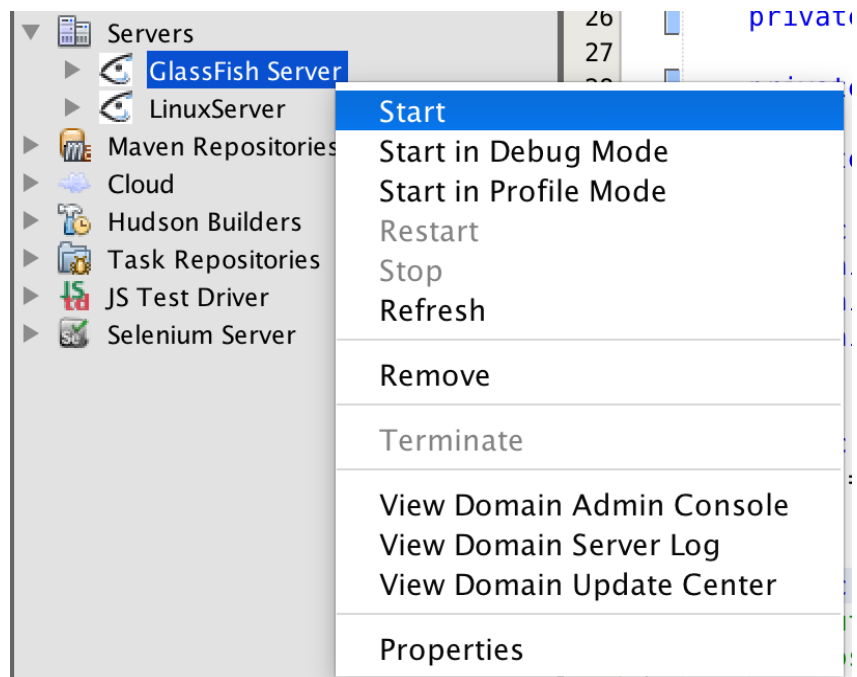 Servers
GlassFish Server
LinuxServer
Maven Repositories
Cloud
Hudson Builders
Task Repositories
JS Test Driver
Selenium Server
Start
Start in Debug Mode
Start in Profile Mode
Restart
Stop
Refresh
Remove
Terminate
View Domain Admin Console
View Domain Server Log
View Domain Update Center
Properties
26
27